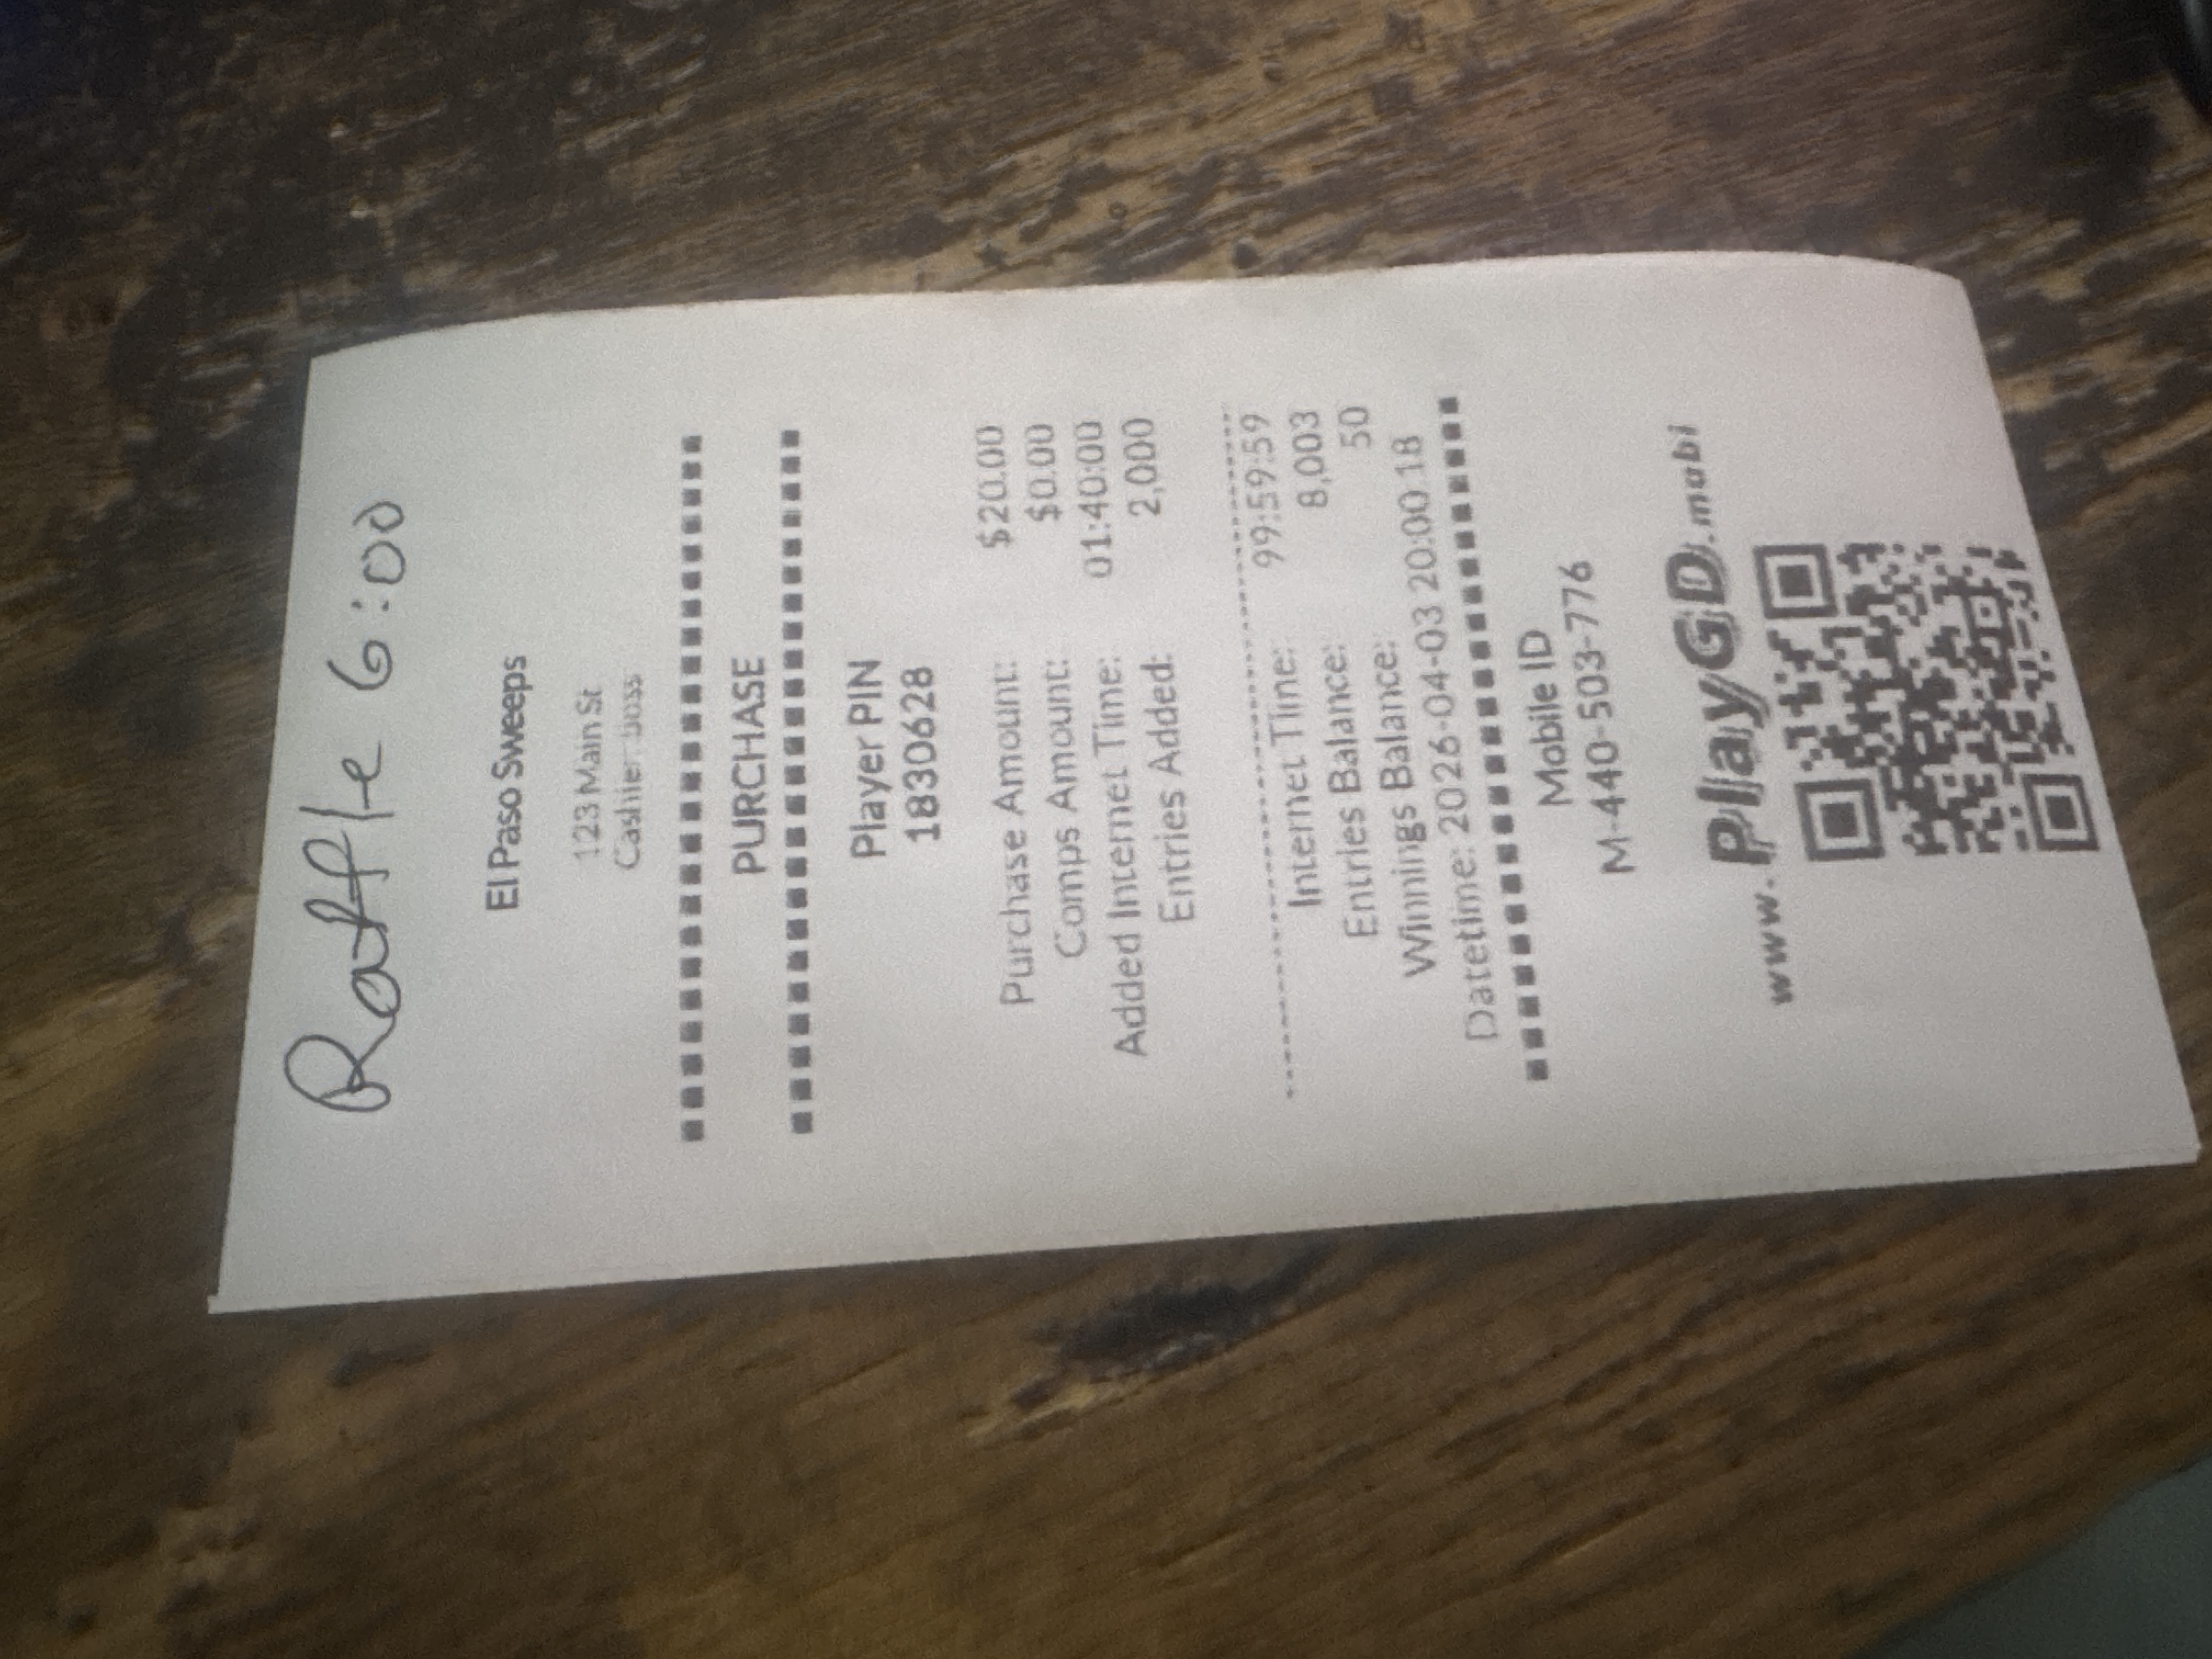 Raffle 6:00
El Paso Sweeps
123 Main St
Cashier: boss
PURCHASE
Player PIN
1830628
Purchase Amount: $20.00
Comps Amount: $0.00
Added Internet Time: 01:40:00
Entries Added: 2,000
Internet Time: 99:59:59
Entries Balance: 8,003
Winnings Balance: 50
Datetime: 2026-04-03 20:00:18
Mobile ID
M-440-503-776
www.PlayGD.mobi